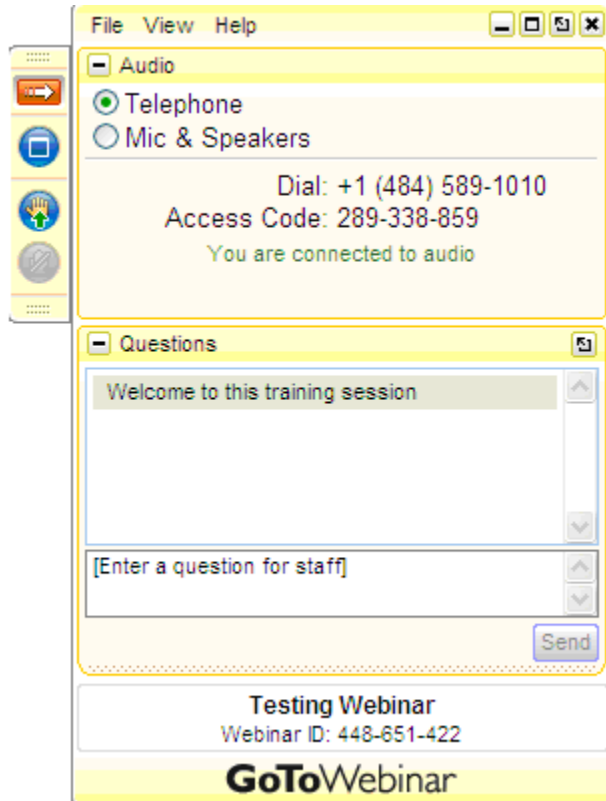 File View Help
Audio
Telephone
Mic & Speakers
Dial: +1 (484) 589-1010
Access Code: 289-338-859
You are connected to audio
Questions
Welcome to this training session
[Enter a question for staff]
Send
Testing Webinar
Webinar ID: 448-651-422
GoToWebinar